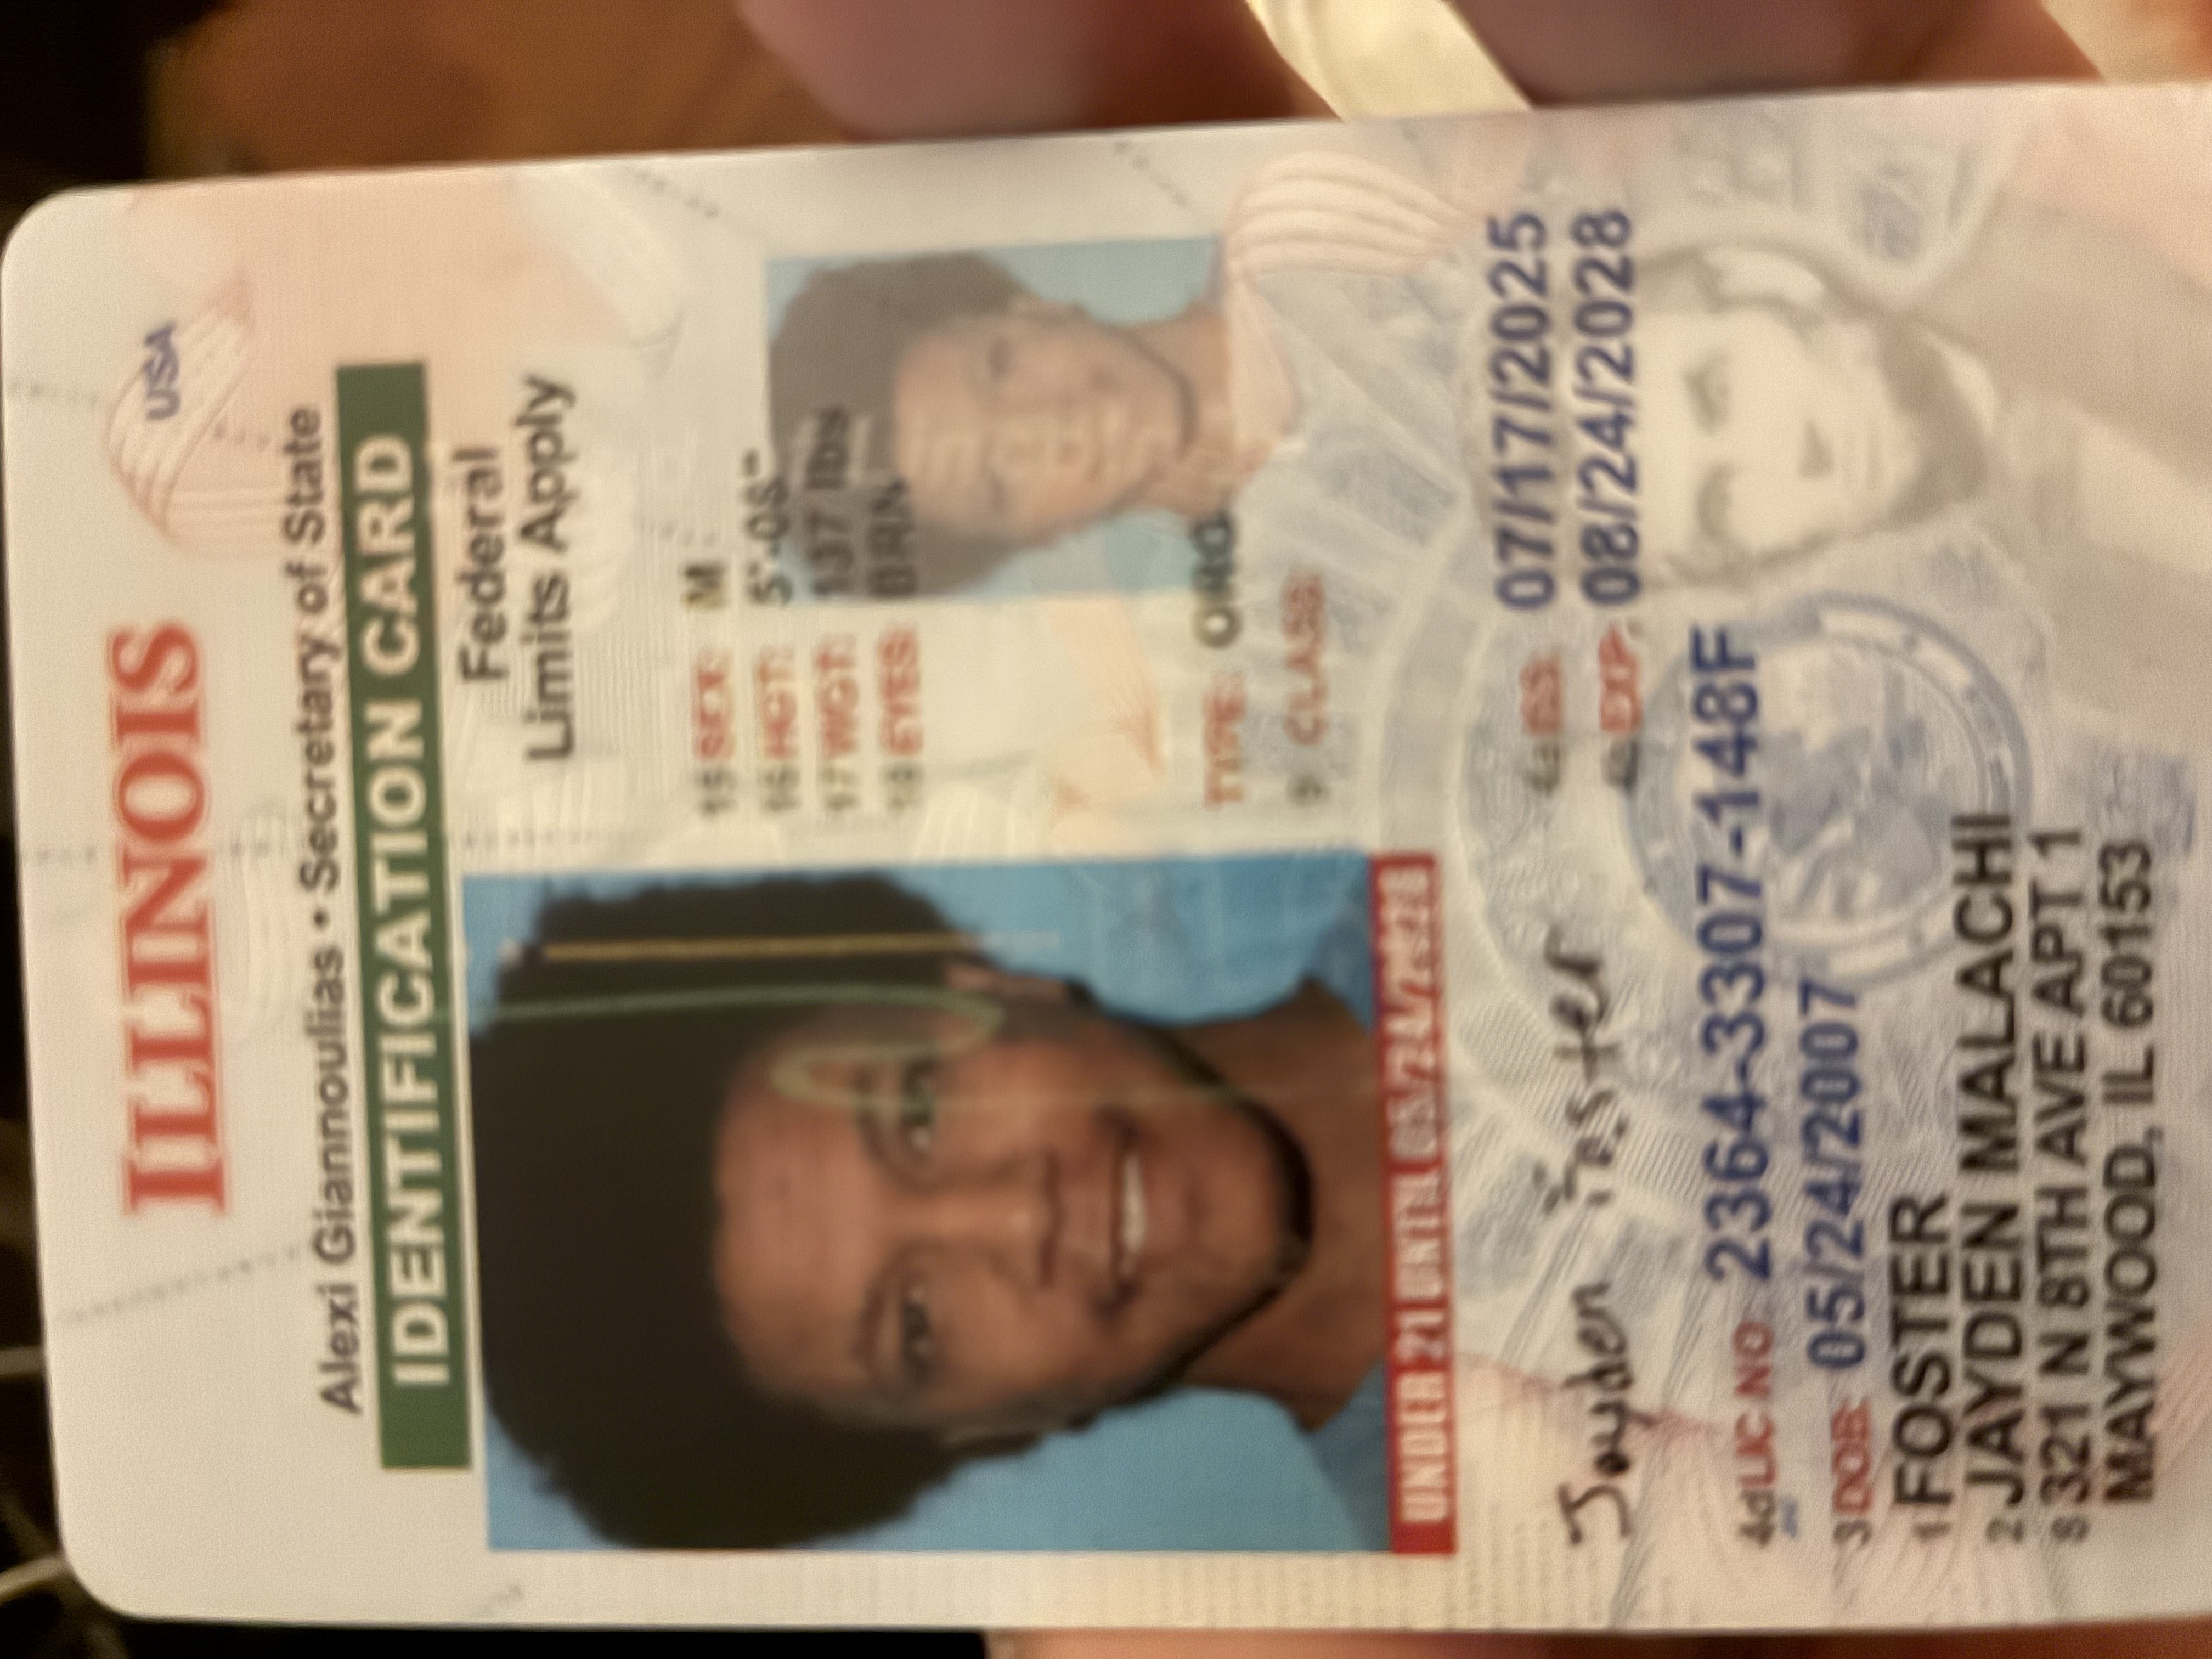 ILLINOIS
USA
Alexi Giannoulias • Secretary of State
IDENTIFICATION CARD
Federal
Limits Apply
15 SEX: M
16 HGT: 5'-08"
17 WGT: 137 lbs
18 EYES: BRN
TYPE: ORG
9 CLASS:
UNDER 21 UNTIL 05/24/2028
Jayden Foster
4a ISS: 07/17/2025
4b EXP: 08/24/2028
4d LIC NO. 2364-3307-148F
3 DOB: 05/24/2007
1 FOSTER
2 JAYDEN MALACHI
8 321 N 8TH AVE APT 1
MAYWOOD, IL 60153